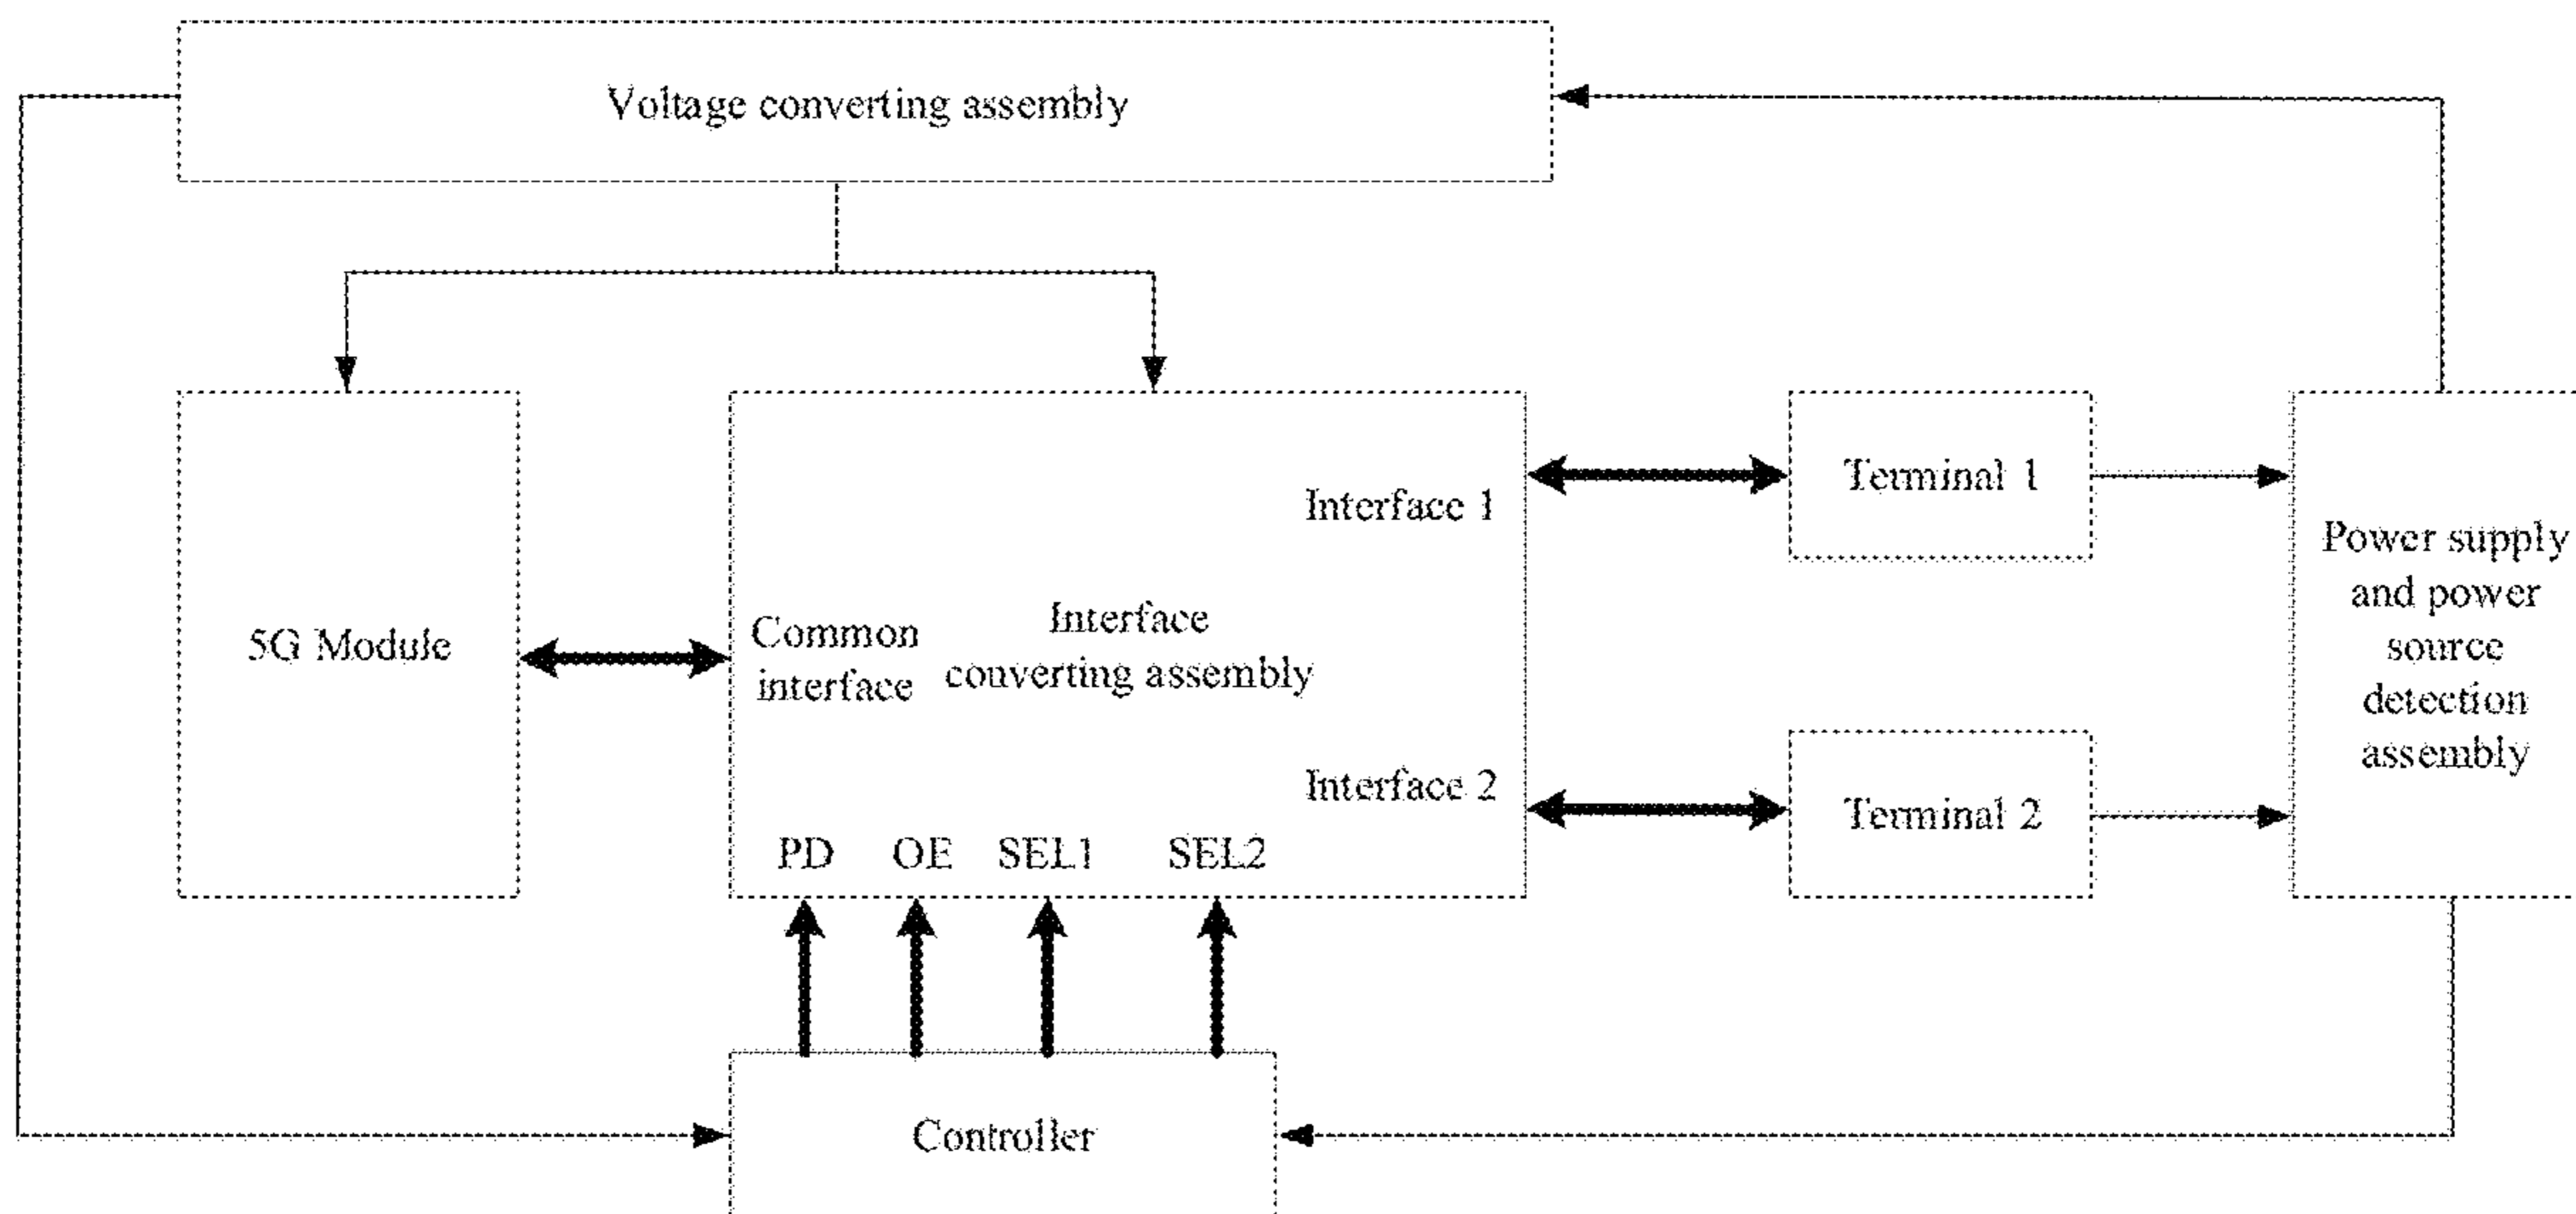 Voltage converting assembly
5G Module
Common
interface
Interface
converting assembly
Interface 1
Interface 2
PD
OE
SEL1
SEL2
Terminal 1
Terminal 2
Power supply
and power
source
detection
assembly
Controller